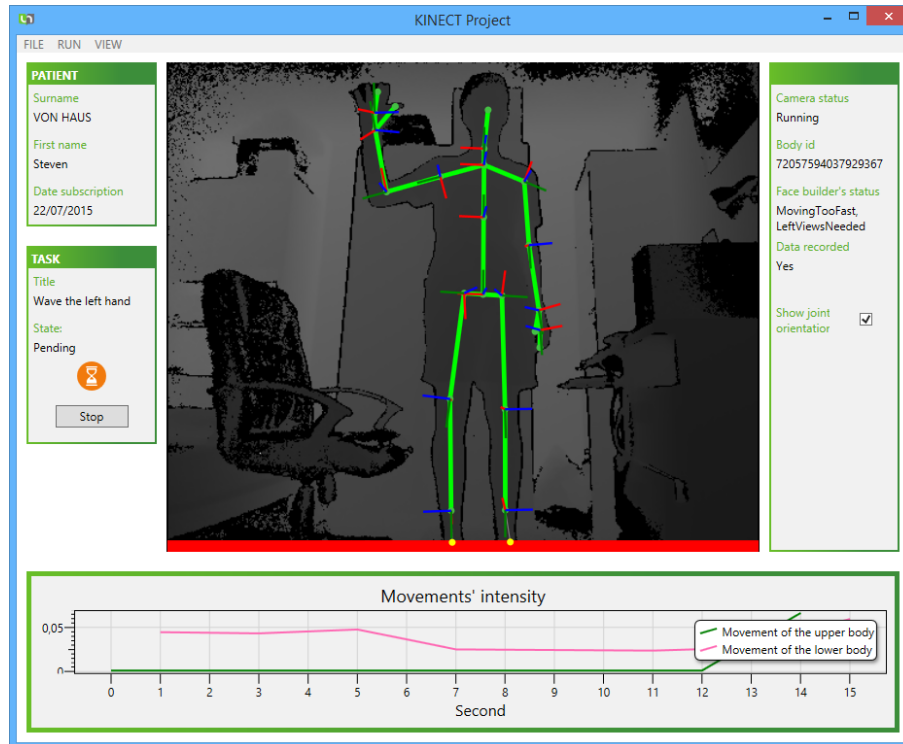 KINECT Project
FILE RUN VIEW
PATIENT
Surname
VON HAUS
First name
Steven
Date subscription
22/07/2015
TASK
Title
Wave the left hand
State:
Pending
Stop
Camera status
Running
Body id
72057594037929367
Face builder's status
MovingTooFast,
LeftViewsNeeded
Data recorded
Yes
Show joint
orientation
Movements' intensity
0,05
0
Movement of the upper body
Movement of the lower body
0 1 2 3 4 5 6 7 8 9 10 11 12 13 14 15
Second